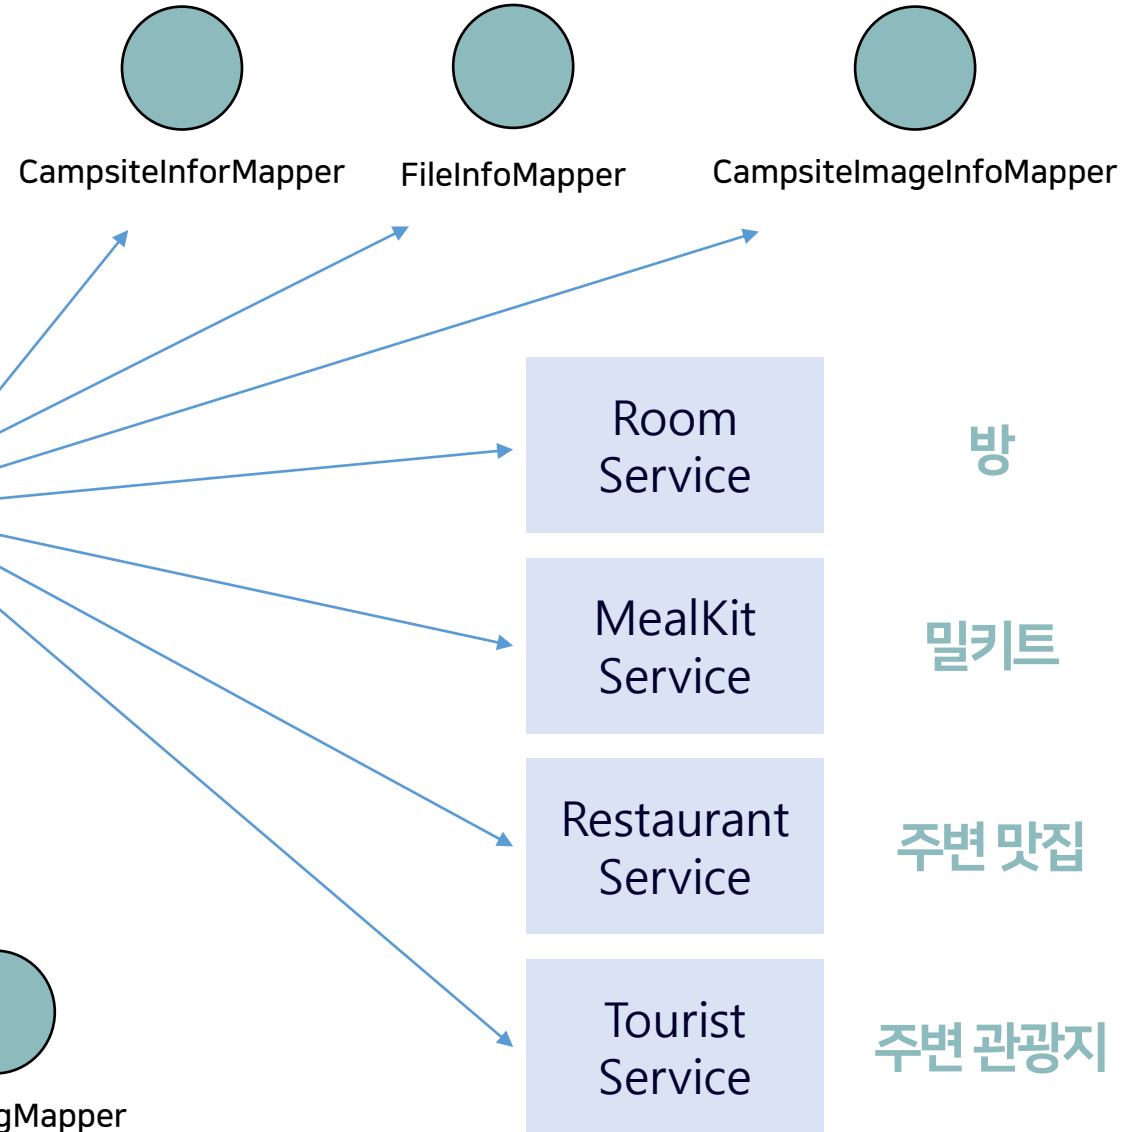 CampsiteInforMapper
FileInfoMapper
CampsiteImageInfoMapper
Room
Service
방
MealKit
Service
밀키트
Restaurant
Service
주변 맛집
Tourist
Service
주변 관광지
gMapper